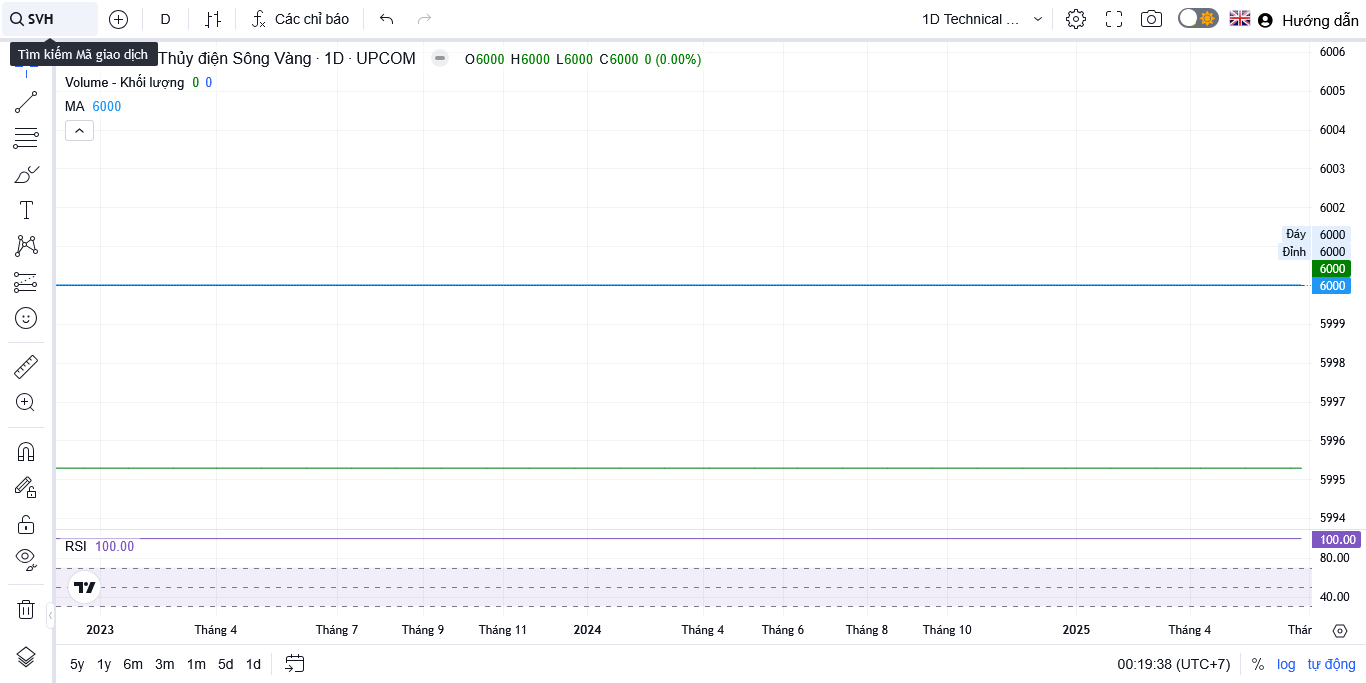 SVH D Các chỉ báo 1D Technical ... Hướng dẫn
Tìm kiếm Mã giao dịch
Thủy điện Sông Vàng · 1D · UPCOM O6000 H6000 L6000 C6000 0 (0.00%)
Volume - Khối lượng 0 0
MA 6000
6006
6005
6004
6003
6002
Đáy 6000
Đỉnh 6000
6000
6000
5999
5998
5997
5996
5995
5994
RSI 100.00
100.00
80.00
40.00
2023 Tháng 4 Tháng 7 Tháng 9 Tháng 11 2024 Tháng 4 Tháng 6 Tháng 8 Tháng 10 2025 Tháng 4 Thár
5y 1y 6m 3m 1m 5d 1d 00:19:38 (UTC+7) % log tự động